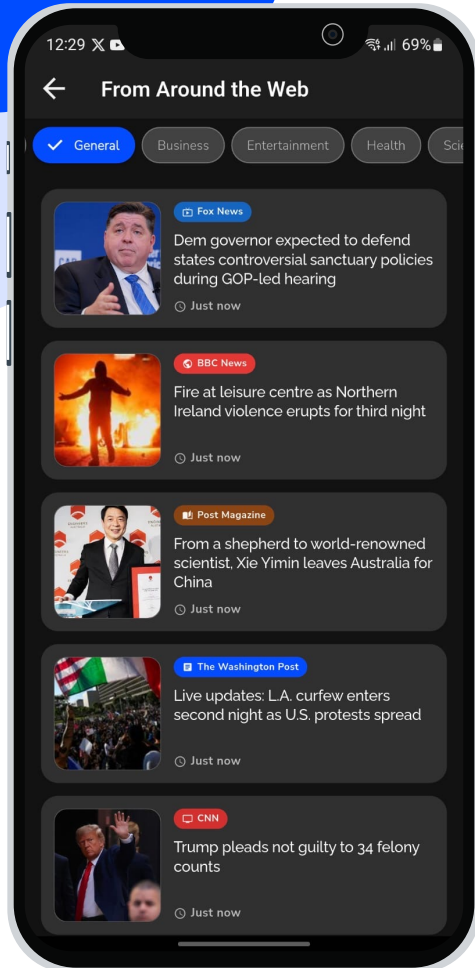 12:29
69%
From Around the Web
General
Business
Entertainment
Health
Scie
Fox News
Dem governor expected to defend
states controversial sanctuary policies
during GOP-led hearing
Just now
BBC News
Fire at leisure centre as Northern
Ireland violence erupts for third night
Just now
Post Magazine
From a shepherd to world-renowned
scientist, Xie Yimin leaves Australia for
China
Just now
The Washington Post
Live updates: L.A. curfew enters
second night as U.S. protests spread
Just now
CNN
Trump pleads not guilty to 34 felony
counts
Just now